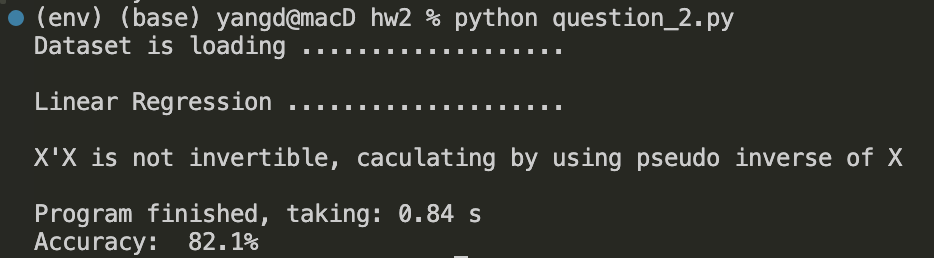 (env) (base) yangd@macD hw2 % python question_2.py
Dataset is loading ...................
Linear Regression ....................
X'X is not invertible, caculating by using pseudo inverse of X
Program finished, taking: 0.84 s
Accuracy:  82.1%